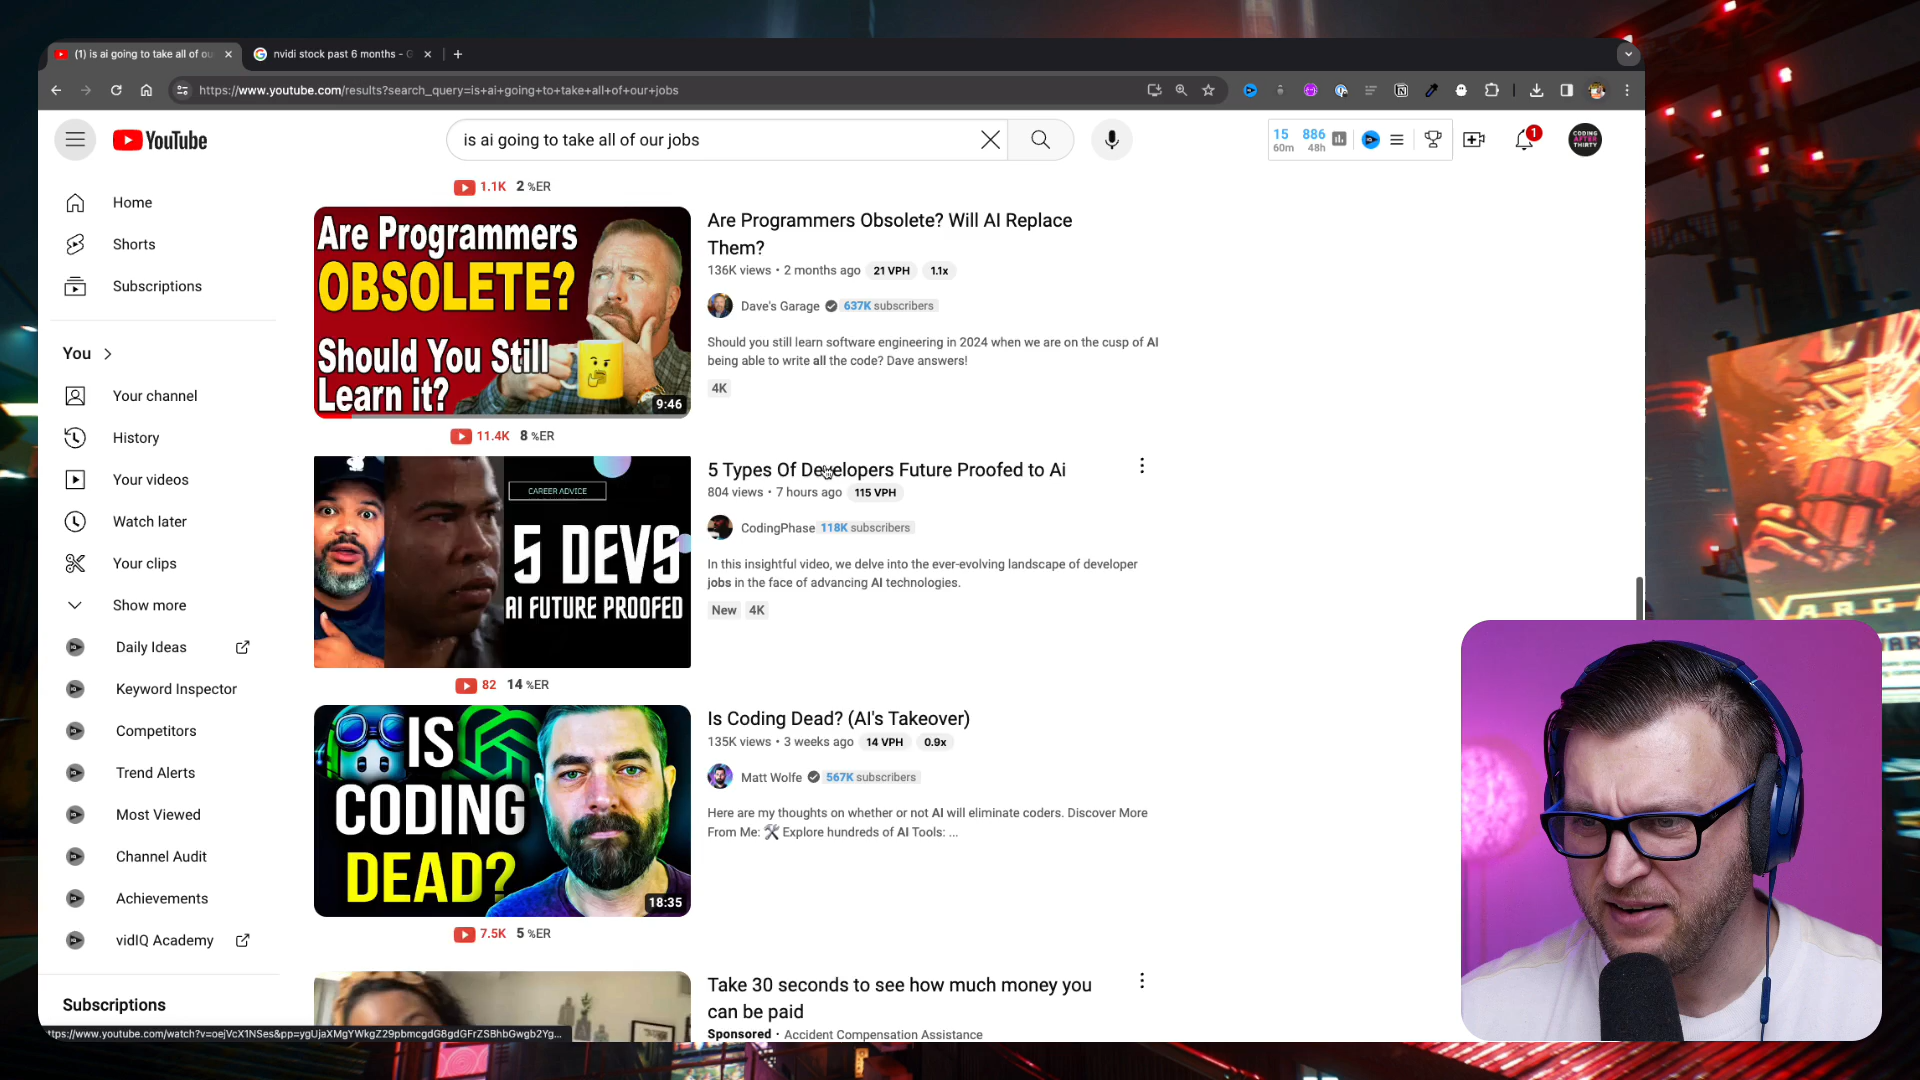 (1) is ai going to take all of ou
nvidi stock past 6 months - G
https://www.youtube.com/results?search_query=is+ai+going+to+take+all+of+our+jobs
YouTube
is ai going to take all of our jobs
15 886
60m 48h
1
CODING
AFTER
THIRTY
Home
Shorts
Subscriptions
You
Your channel
History
Your videos
Watch later
Your clips
Show more
Daily Ideas
Keyword Inspector
Competitors
Trend Alerts
Most Viewed
Channel Audit
Achievements
vidIQ Academy
Subscriptions
1.1K 2 %ER
Are Programmers
OBSOLETE?
Should You Still
Learn it?
9:46
Are Programmers Obsolete? Will AI Replace
Them?
136K views • 2 months ago 21 VPH 1.1x
Dave's Garage 637K subscribers
Should you still learn software engineering in 2024 when we are on the cusp of AI
being able to write all the code? Dave answers!
4K
11.4K 8 %ER
CAREER ADVICE
5 DEVS
AI FUTURE PROOFED
5 Types Of Developers Future Proofed to Ai
804 views • 7 hours ago 115 VPH
CodingPhase 118K subscribers
In this insightful video, we delve into the ever-evolving landscape of developer
jobs in the face of advancing AI technologies.
New 4K
82 14 %ER
IS
CODING
DEAD?
18:35
Is Coding Dead? (AI's Takeover)
135K views • 3 weeks ago 14 VPH 0.9x
Matt Wolfe 567K subscribers
Here are my thoughts on whether or not AI will eliminate coders. Discover More
From Me: 🛠 Explore hundreds of AI Tools: ...
7.5K 5 %ER
Take 30 seconds to see how much money you
can be paid
Sponsored • Accident Compensation Assistance